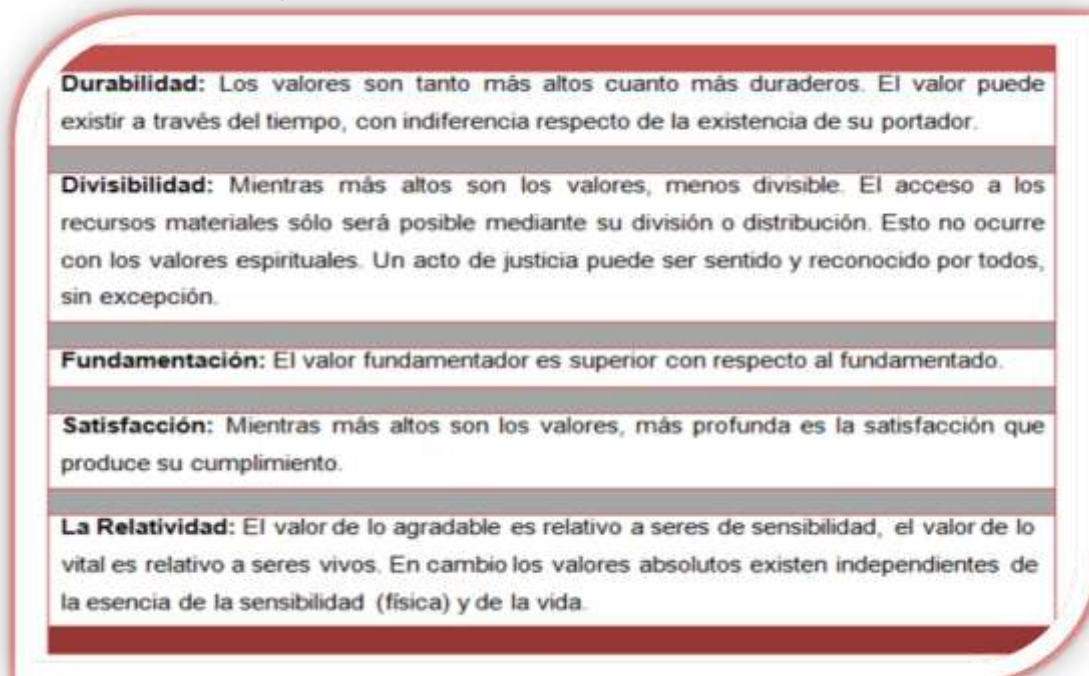 Durabilidad: Los valores son tanto más altos cuanto más duraderos. El valor puede
existir a través del tiempo, con indiferencia respecto de la existencia de su portador.
Divisibilidad: Mientras más altos son los valores, menos divisible. El acceso a los
recursos materiales sólo será posible mediante su división o distribución. Esto no ocurre
con los valores espirituales. Un acto de justicia puede ser sentido y reconocido por todos,
sin excepción.
Fundamentación: El valor fundamentador es superior con respecto al fundamentado.
Satisfacción: Mientras más altos son los valores, más profunda es la satisfacción que
produce su cumplimiento.
La Relatividad: El valor de lo agradable es relativo a seres de sensibilidad, el valor de lo
vital es relativo a seres vivos. En cambio los valores absolutos existen independientes de
la esencia de la sensibilidad (física) y de la vida.